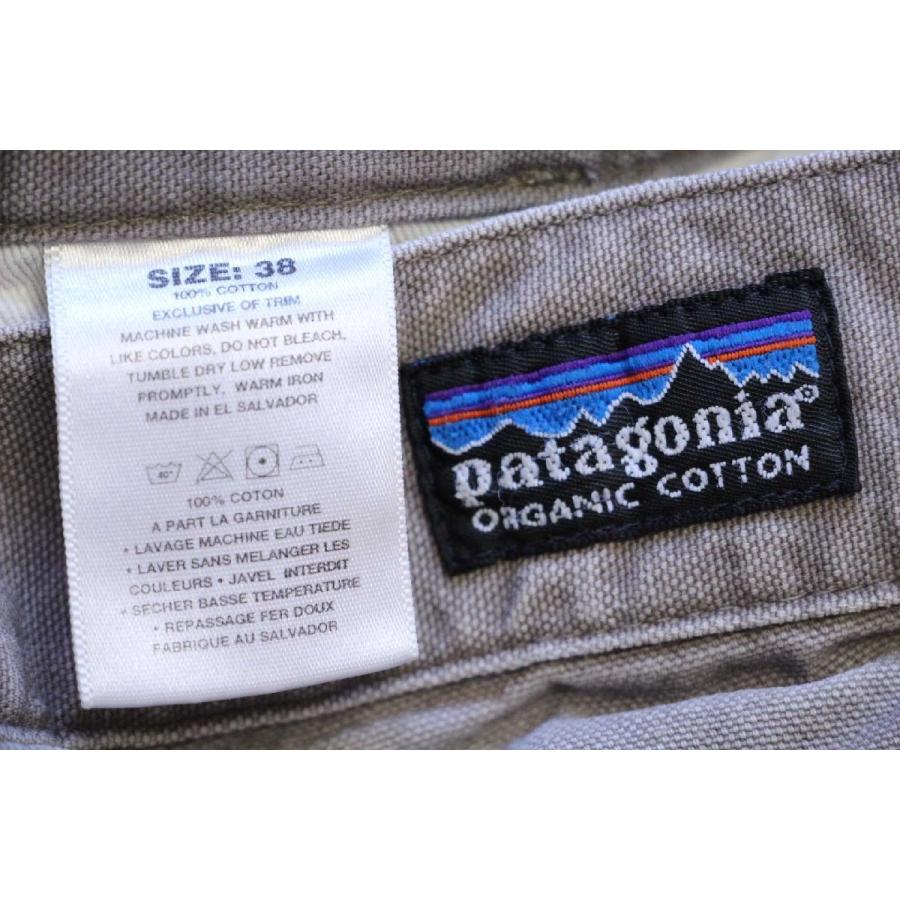 SIZE: 38
100% COTTON
EXCLUSIVE OF TRIM
MACHINE WASH WARM WITH
LIKE COLORS, DO NOT BLEACH,
TUMBLE DRY LOW REMOVE
PROMPTLY, WARM IRON
MADE IN EL SALVADOR
40°
100% COTON
A PART LA GARNITURE
• LAVAGE MACHINE EAU TIEDE
• LAVER SANS MELANGER LES
COULEURS • JAVEL INTERDIT
• SECHER BASSE TEMPERATURE
• REPASSAGE FER DOUX
FABRIQUE AU SALVADOR
patagonia®
ORGANIC COTTON